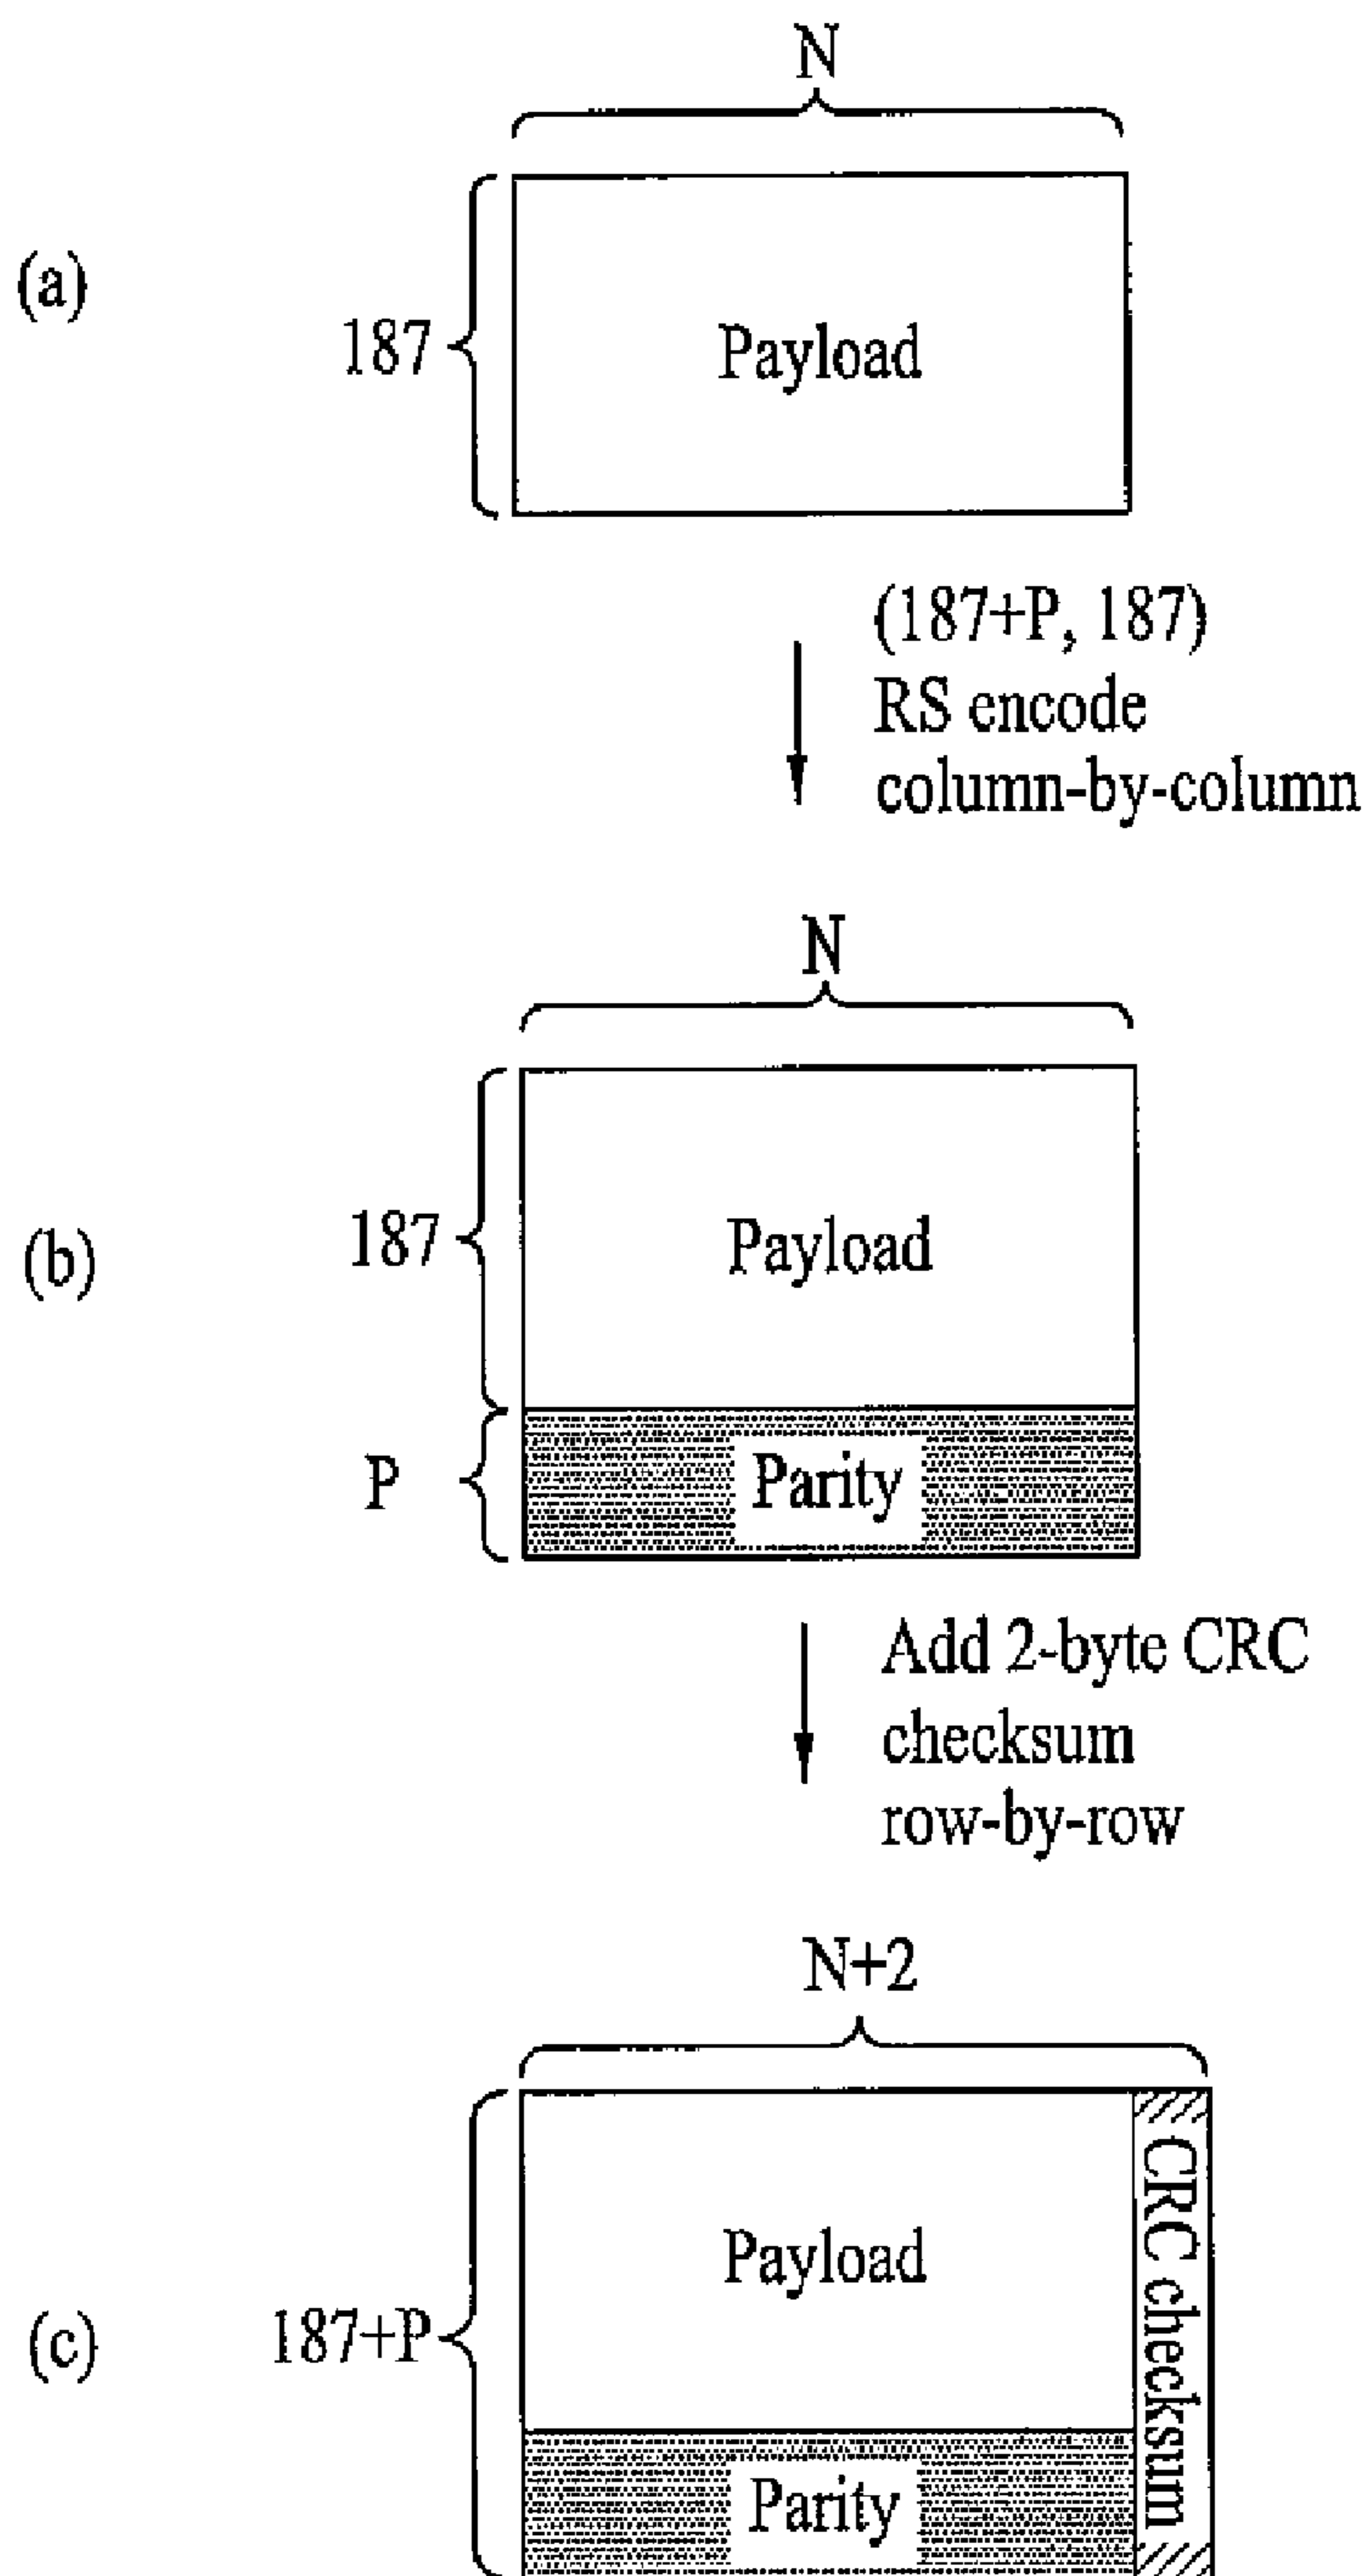 N
(a)
187
Payload
(187+P, 187)
RS encode
column-by-column
N
(b)
187
Payload
P
Parity
Add 2-byte CRC
checksum
row-by-row
N+2
(c)
187+P
Payload
CRC checksum
Parity